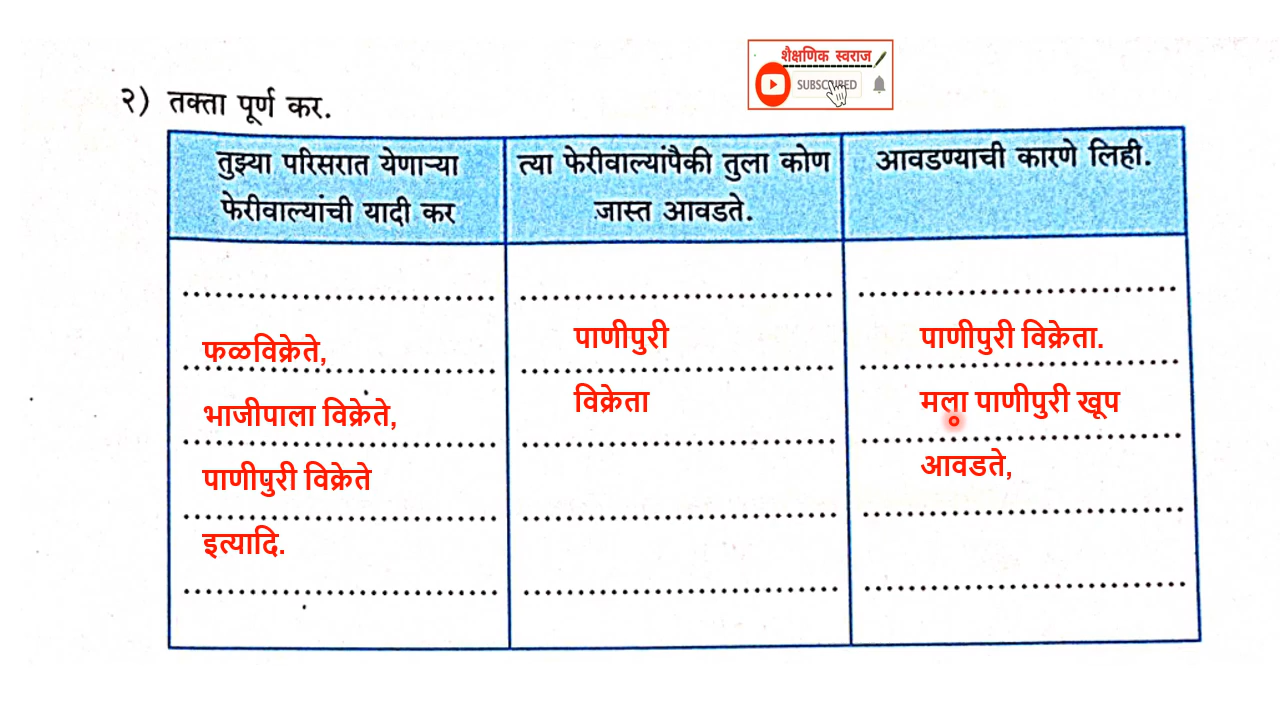 शैक्षणिक स्वराज
SUBSCRIBED
२) तक्ता पूर्ण कर.
तुझ्या परिसरात येणाऱ्या
फेरीवाल्यांची यादी कर
त्या फेरीवाल्यांपैकी तुला कोण
जास्त आवडते.
आवडण्याची कारणे लिही.
फळविक्रेते,
भाजीपाला विक्रेते,
पाणीपुरी विक्रेते
इत्यादि.
पाणीपुरी
विक्रेता
पाणीपुरी विक्रेता.
मला पाणीपुरी खूप
आवडते,